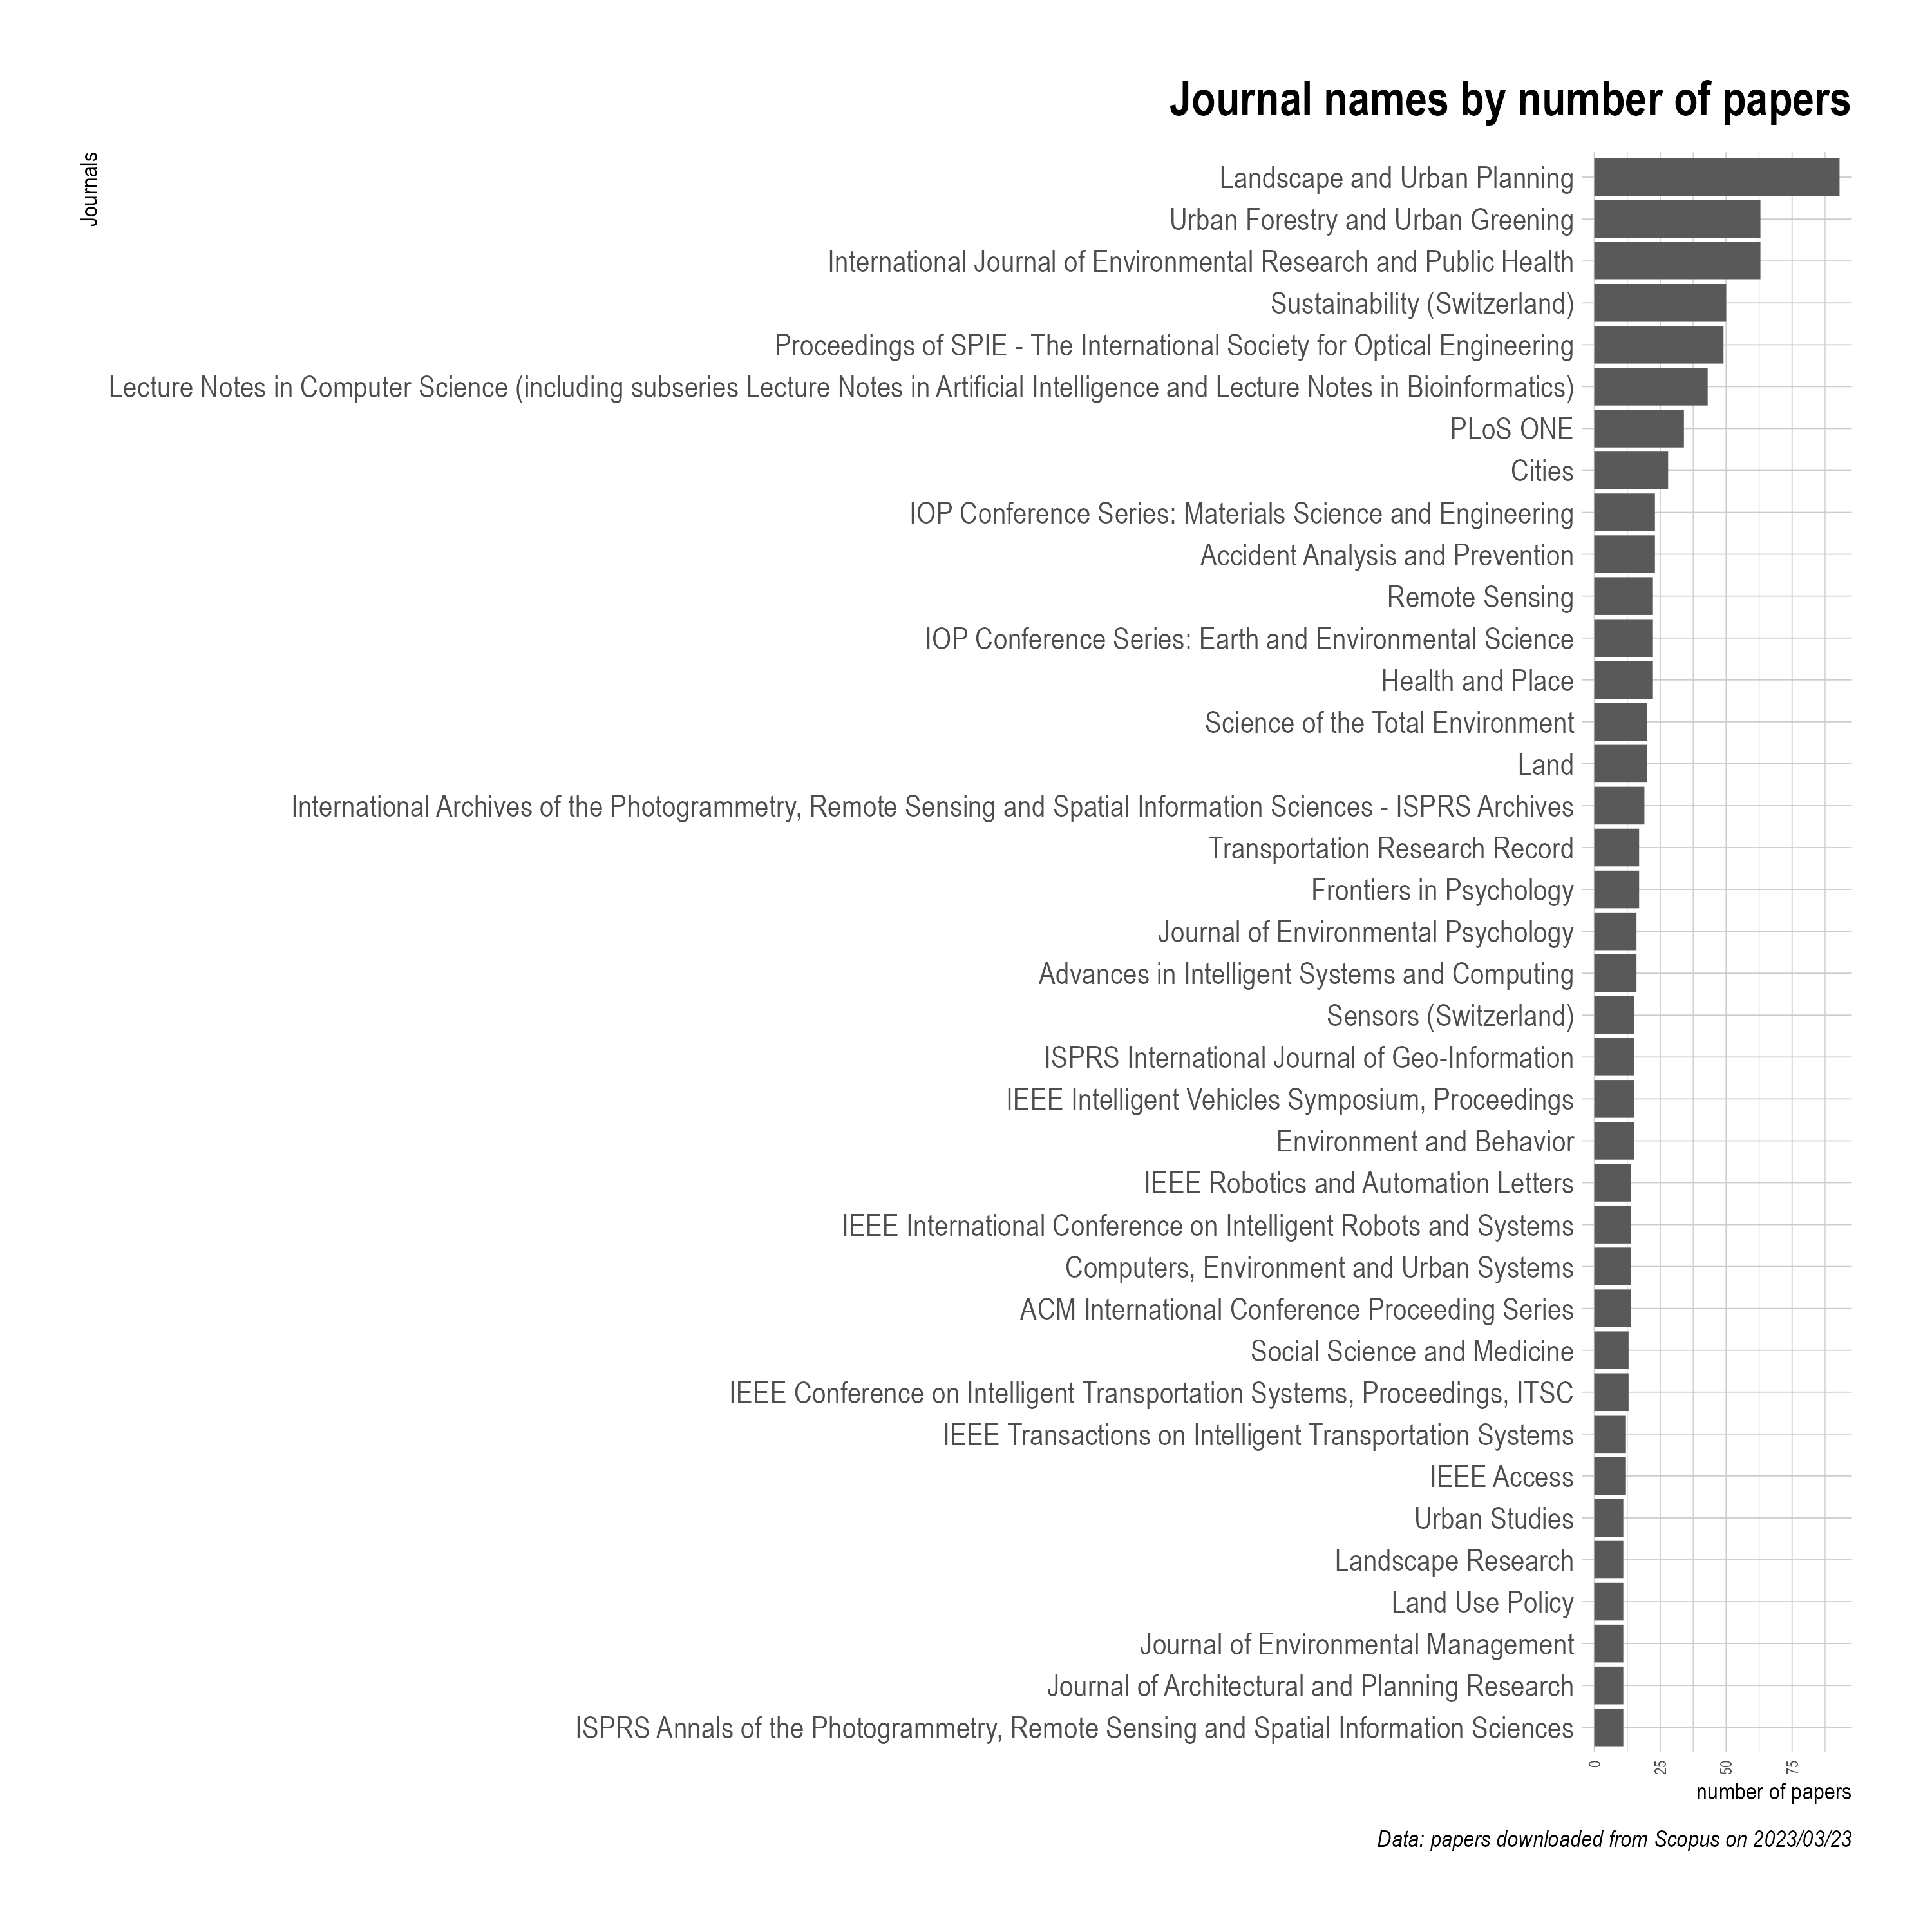 Journal names by number of papers
Journals
Landscape and Urban Planning
Urban Forestry and Urban Greening
International Journal of Environmental Research and Public Health
Sustainability (Switzerland)
Proceedings of SPIE - The International Society for Optical Engineering
Lecture Notes in Computer Science (including subseries Lecture Notes in Artificial Intelligence and Lecture Notes in Bioinformatics)
PLoS ONE
Cities
IOP Conference Series: Materials Science and Engineering
Accident Analysis and Prevention
Remote Sensing
IOP Conference Series: Earth and Environmental Science
Health and Place
Science of the Total Environment
Land
International Archives of the Photogrammetry, Remote Sensing and Spatial Information Sciences - ISPRS Archives
Transportation Research Record
Frontiers in Psychology
Journal of Environmental Psychology
Advances in Intelligent Systems and Computing
Sensors (Switzerland)
ISPRS International Journal of Geo-Information
IEEE Intelligent Vehicles Symposium, Proceedings
Environment and Behavior
IEEE Robotics and Automation Letters
IEEE International Conference on Intelligent Robots and Systems
Computers, Environment and Urban Systems
ACM International Conference Proceeding Series
Social Science and Medicine
IEEE Conference on Intelligent Transportation Systems, Proceedings, ITSC
IEEE Transactions on Intelligent Transportation Systems
IEEE Access
Urban Studies
Landscape Research
Land Use Policy
Journal of Environmental Management
Journal of Architectural and Planning Research
ISPRS Annals of the Photogrammetry, Remote Sensing and Spatial Information Sciences
0 25 50 75
number of papers
Data: papers downloaded from Scopus on 2023/03/23